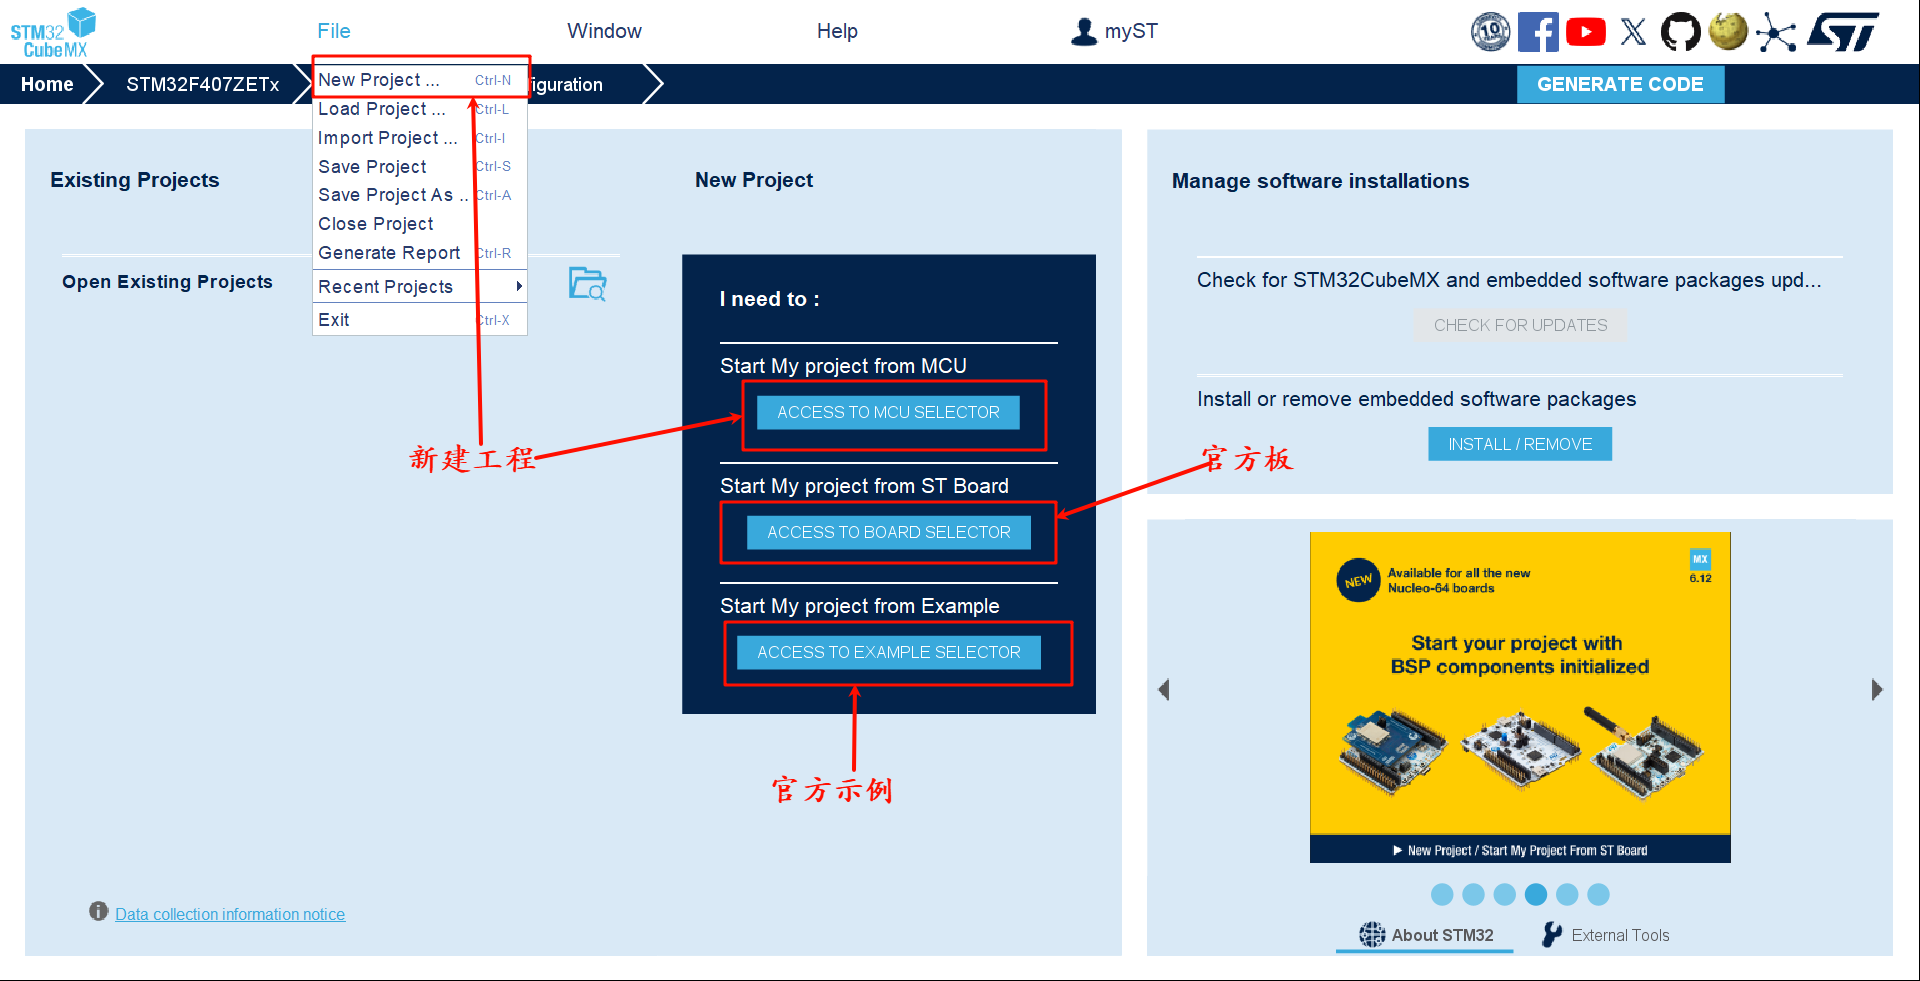 STM32
CubeMX
File
Window
Help
myST
10
Home
STM32F407ZETx
iguration
GENERATE CODE
New Project ... Ctrl-N
Load Project ... Ctrl-L
Import Project ... Ctrl-I
Save Project Ctrl-S
Save Project As .. Ctrl-A
Close Project
Generate Report Ctrl-R
Recent Projects
Exit Ctrl-X
Existing Projects
Open Existing Projects
新建工程
New Project
I need to :
Start My project from MCU
ACCESS TO MCU SELECTOR
Start My project from ST Board
ACCESS TO BOARD SELECTOR
官方板
Start My project from Example
ACCESS TO EXAMPLE SELECTOR
官方示例
Data collection information notice
Manage software installations
Check for STM32CubeMX and embedded software packages upd...
CHECK FOR UPDATES
Install or remove embedded software packages
INSTALL / REMOVE
NEW
Available for all the new
Nucleo-64 boards
MX
6.12
Start your project with
BSP components initialized
New Project / Start My Project From ST Board
About STM32
External Tools